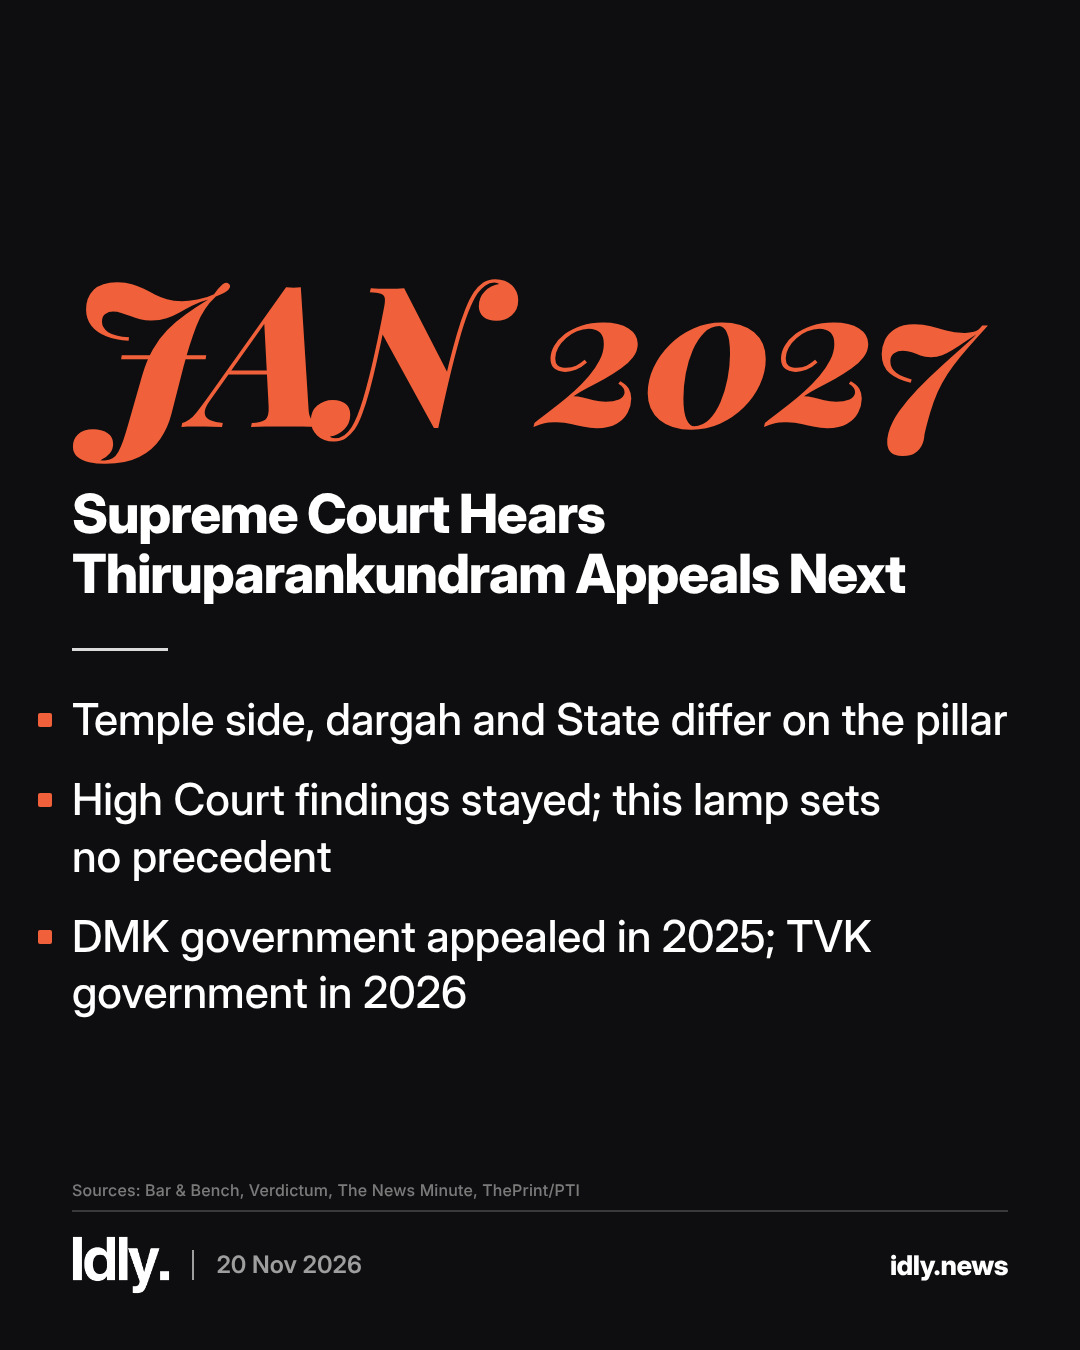 JAN 2027
Supreme Court Hears
Thiruparankundram Appeals Next
Temple side, dargah and State differ on the pillar
High Court findings stayed; this lamp sets
no precedent
DMK government appealed in 2025; TVK
government in 2026
Sources: Bar & Bench, Verdictum, The News Minute, ThePrint/PTI
Idly. | 20 Nov 2026
idly.news